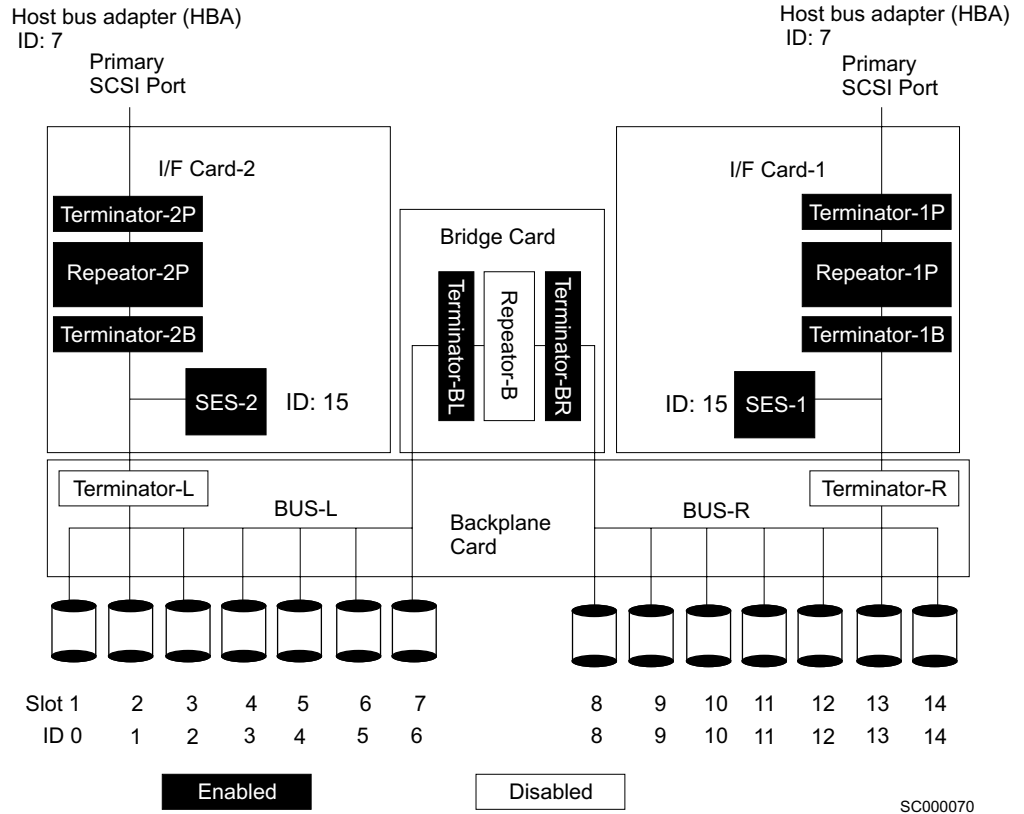 Host bus adapter (HBA)
ID: 7
Primary
SCSI Port
Host bus adapter (HBA)
ID: 7
Primary
SCSI Port
I/F Card-2
Terminator-2P
Repeator-2P
Terminator-2B
SES-2
ID: 15
Bridge Card
Terminator-BL
Repeator-B
Terminator-BR
I/F Card-1
Terminator-1P
Repeator-1P
Terminator-1B
ID: 15
SES-1
Terminator-L
BUS-L
Backplane
Card
BUS-R
Terminator-R
Slot 1 2 3 4 5 6 7 8 9 10 11 12 13 14
ID 0 1 2 3 4 5 6 8 9 10 11 12 13 14
Enabled
Disabled
SC000070